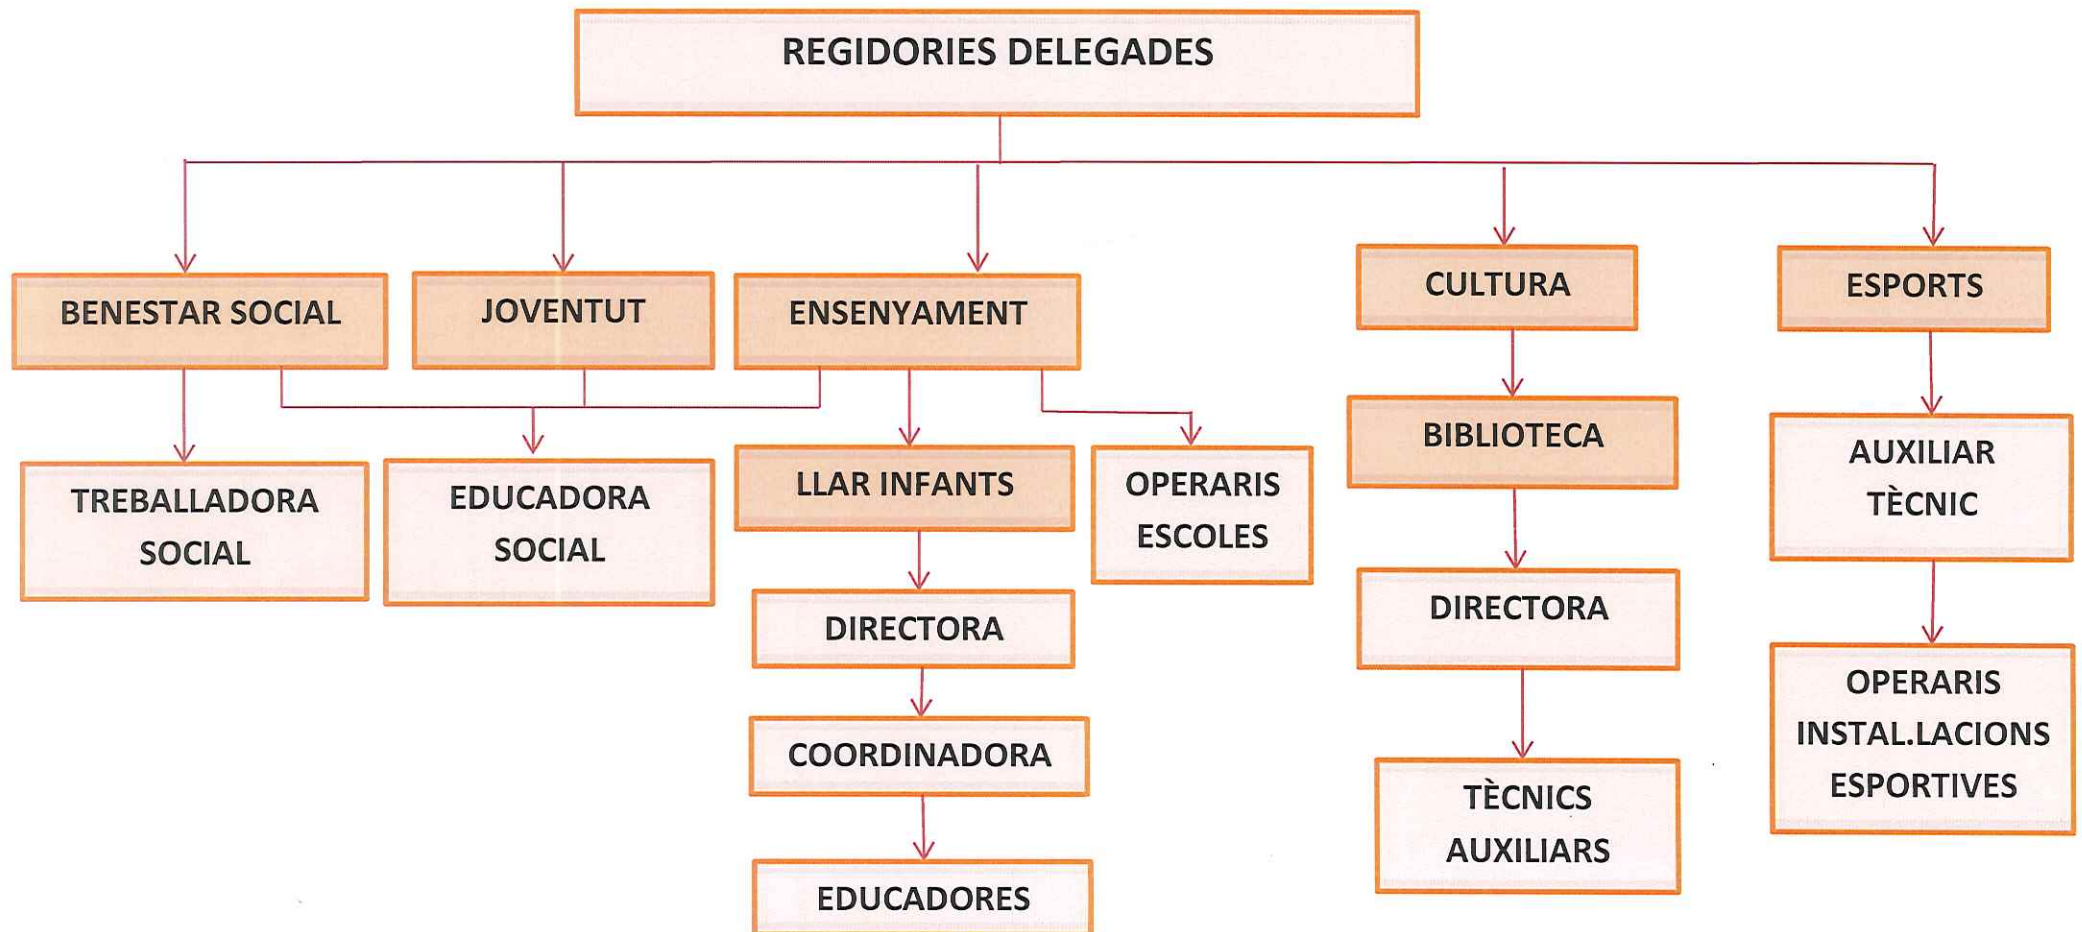 REGIDORIES DELEGADES
BENESTAR SOCIAL
JOVENTUT
ENSENYAMENT
CULTURA
ESPORTS
TREBALLADORA
SOCIAL
EDUCADORA
SOCIAL
LLAR INFANTS
OPERARIS
ESCOLES
BIBLIOTECA
AUXILIAR
TÈCNIC
DIRECTORA
DIRECTORA
COORDINADORA
OPERARIS
INSTAL.LACIONS
ESPORTIVES
TÈCNICS
AUXILIARS
EDUCADORES